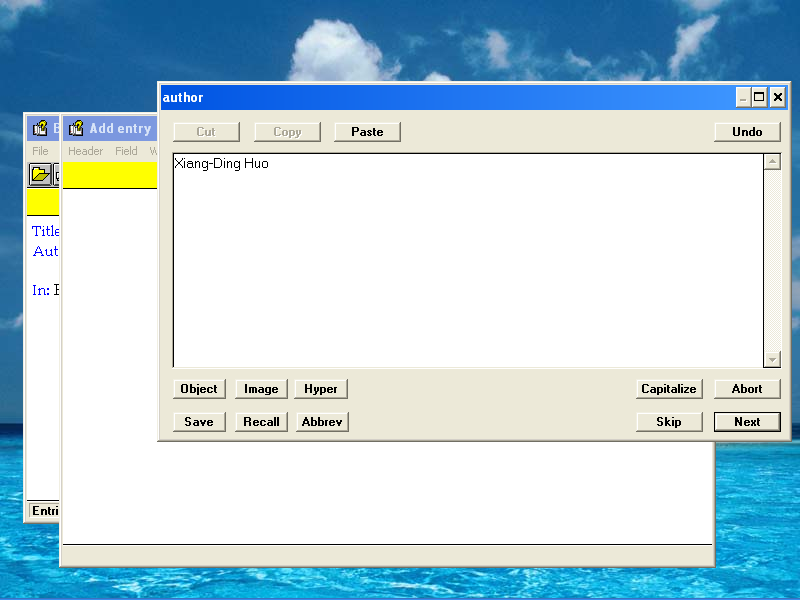 author
Cut Copy Paste Undo
Xiang-Ding Huo
Object Image Hyper Capitalize Abort
Save Recall Abbrev Skip Next
Add entry
Header Field
File
Title
Aut
In:
Entri